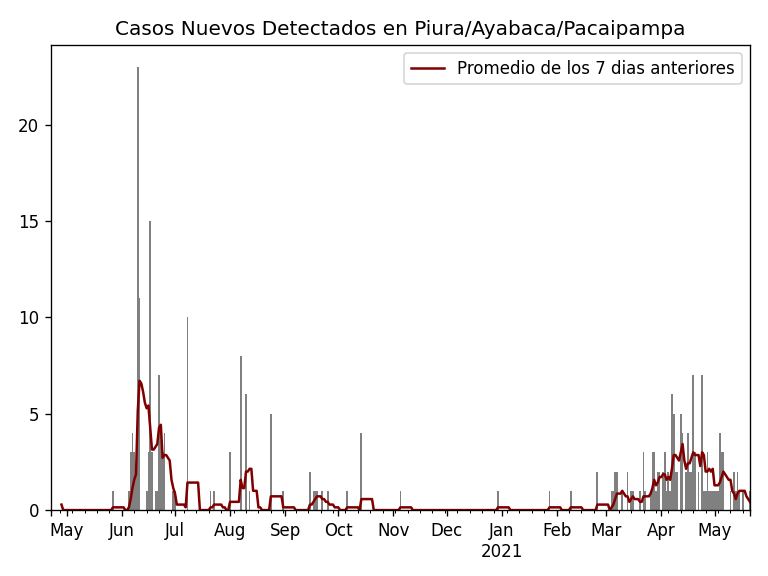 Casos Nuevos Detectados en Piura/Ayabaca/Pacaipampa
Promedio de los 7 dias anteriores
20
15
10
5
0
May Jun Jul Aug Sep Oct Nov Dec Jan Feb Mar Apr May
2021